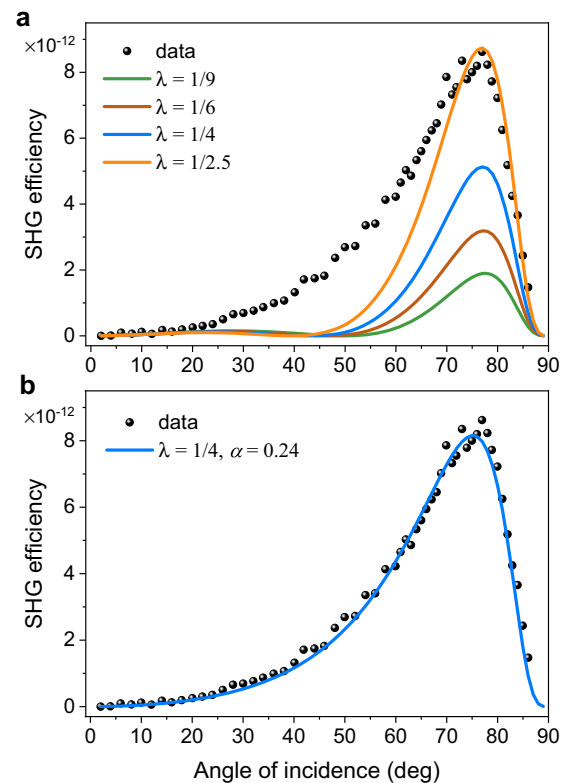 a
×10⁻¹²
8
6
4
2
0
SHG efficiency
data
λ = 1/9
λ = 1/6
λ = 1/4
λ = 1/2.5
0 10 20 30 40 50 60 70 80 90
b
×10⁻¹²
8
6
4
2
0
SHG efficiency
data
λ = 1/4, α = 0.24
0 10 20 30 40 50 60 70 80 90
Angle of incidence (deg)